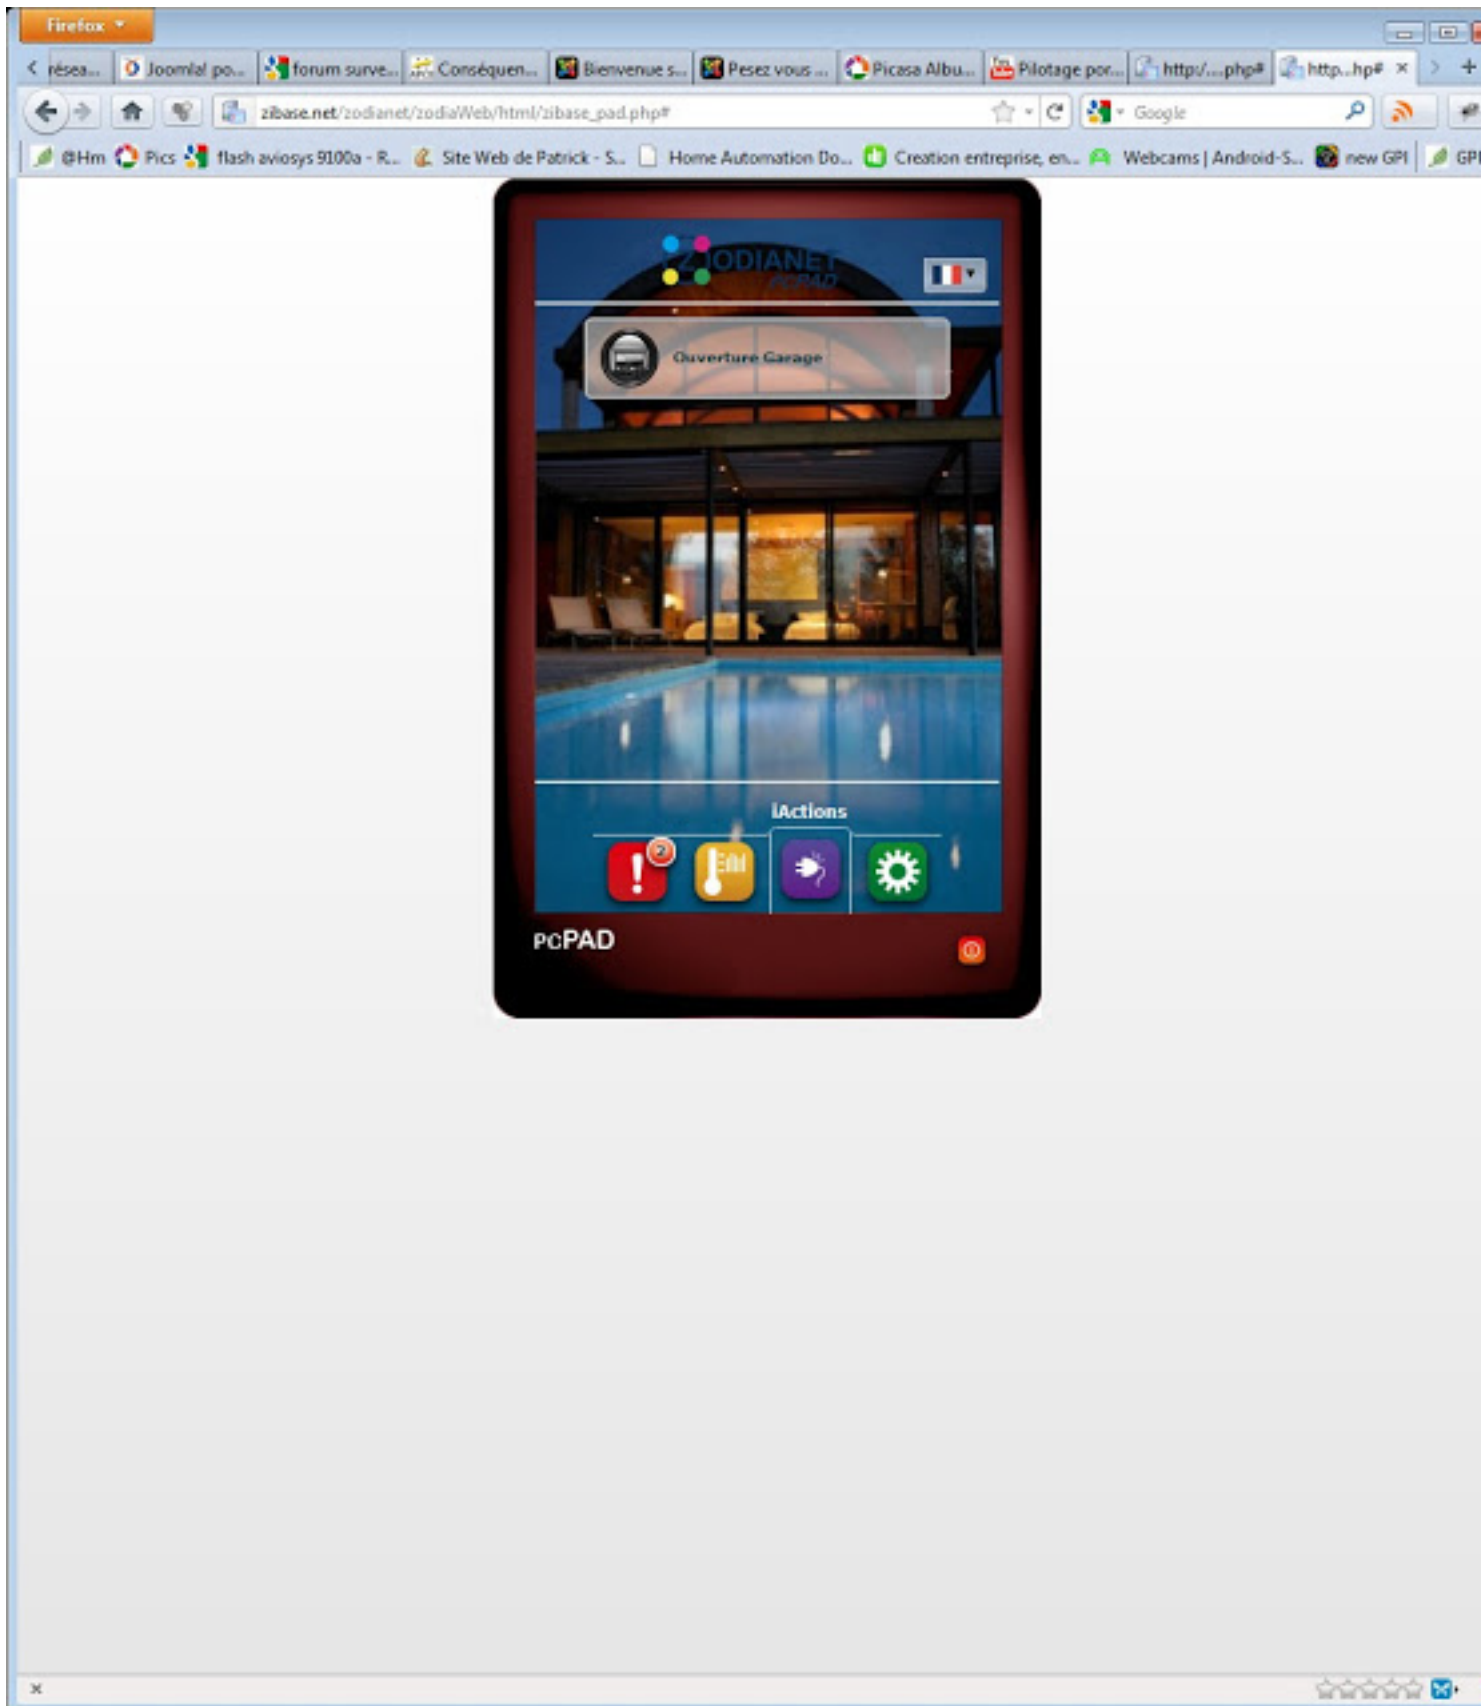 Firefox
résea... Joomla! po... forum surve... Conséquen... Bienvenue s... Pesez vous ... Picasa Albu... Pilotage por... http:/....php# http...hp#
zibase.net/zodianet/zodiaWeb/html/zibase_pad.php# Google
@Hm Pics flash aviosys 9100a - R... Site Web de Patrick - S... Home Automation Do... Creation entreprise, en... Webcams | Android-S... new GPI GPI
ZODIANET
PCPAD
Ouverture Garage
iActions
2
PCPAD